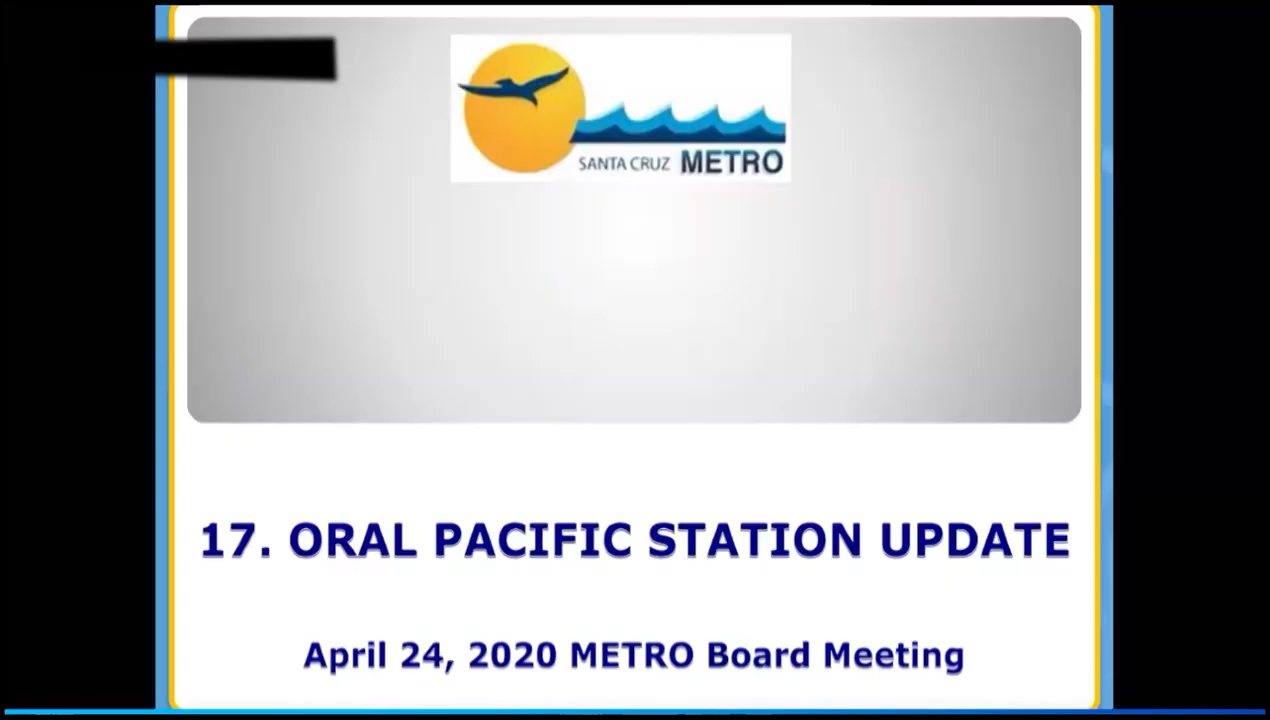 SANTA CRUZ METRO
17. ORAL PACIFIC STATION UPDATE
April 24, 2020 METRO Board Meeting